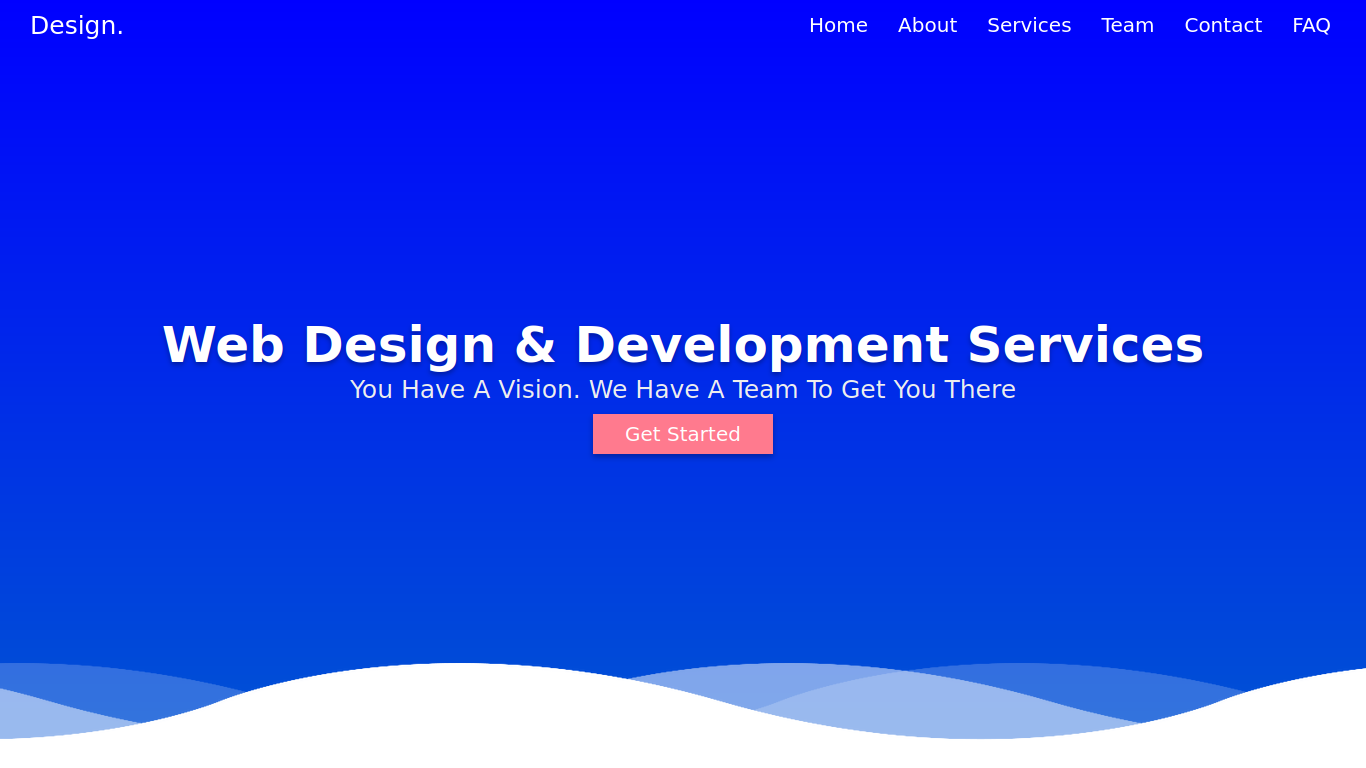 Design.
Home About Services Team Contact FAQ
Web Design & Development Services
You Have A Vision. We Have A Team To Get You There
Get Started